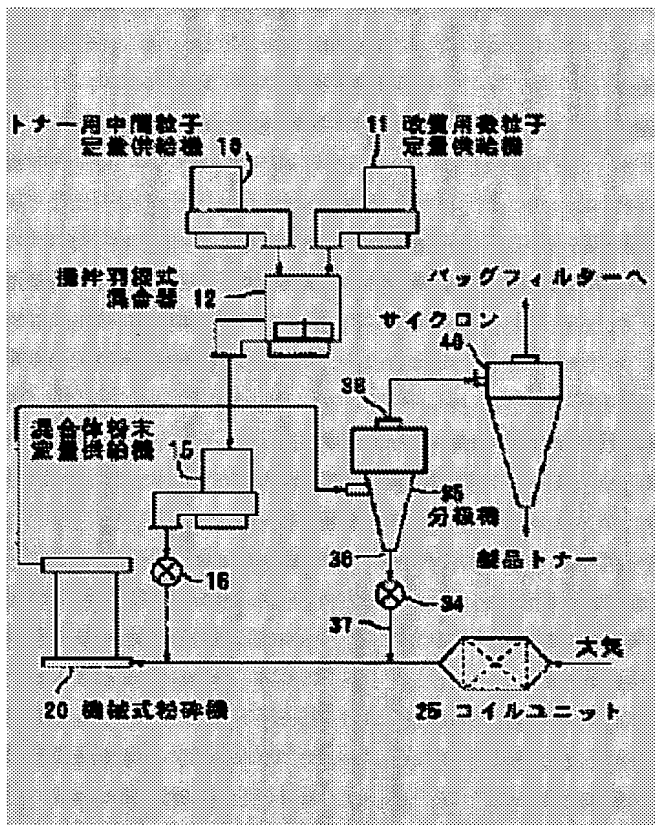 トナー用中間粒子
定量供給機 10
11 改質用微粒子
定量供給機
撹拌羽根式
混合器 12
バッグフィルターへ
サイクロン
40
38
混合体粉末
定量供給機 15
35
分級機
36
製品トナー
16
34
37
大気
20 機械式粉砕機
25 コイルユニット